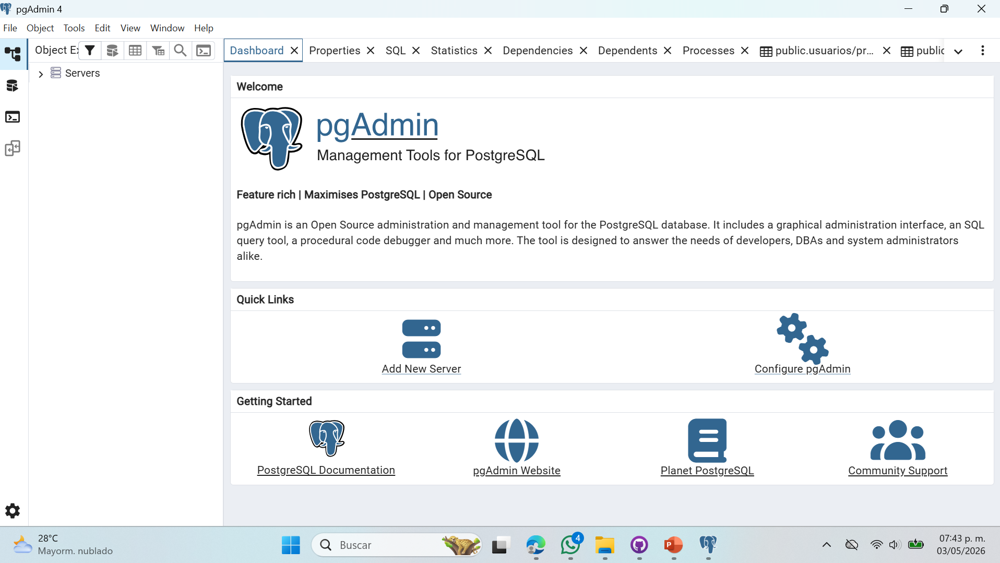 pgAdmin 4
File Object Tools Edit View Window Help
Object Ex
Dashboard Properties SQL Statistics Dependencies Dependents Processes public.usuarios/pr... public
Servers
Welcome
pgAdmin
Management Tools for PostgreSQL
Feature rich | Maximises PostgreSQL | Open Source
pgAdmin is an Open Source administration and management tool for the PostgreSQL database. It includes a graphical administration interface, an SQL
query tool, a procedural code debugger and much more. The tool is designed to answer the needs of developers, DBAs and system administrators
alike.
Quick Links
Add New Server
Configure pgAdmin
Getting Started
PostgreSQL Documentation
pgAdmin Website
Planet PostgreSQL
Community Support
28°C
Mayorm. nublado
Buscar
4
07:43 p. m.
03/05/2026